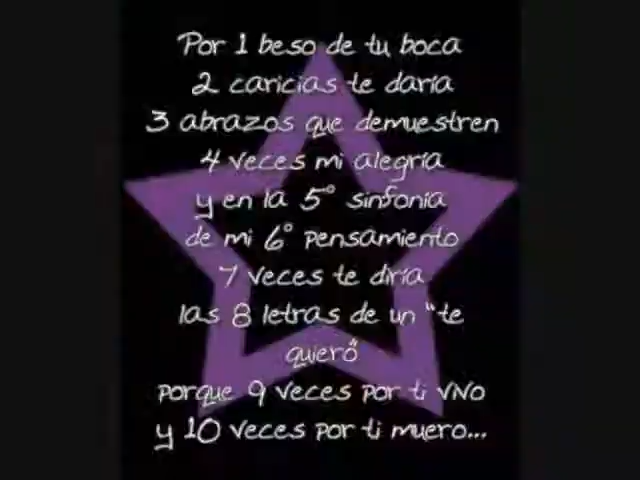 Por 1 beso de tu boca
2 caricias te daría
3 abrazos que demuestren
4 veces mi alegría
y en la 5° sinfonía
de mi 6° pensamiento
7 veces te diría
las 8 letras de un "te
quiero"
porque 9 veces por ti vivo
y 10 veces por ti muero...